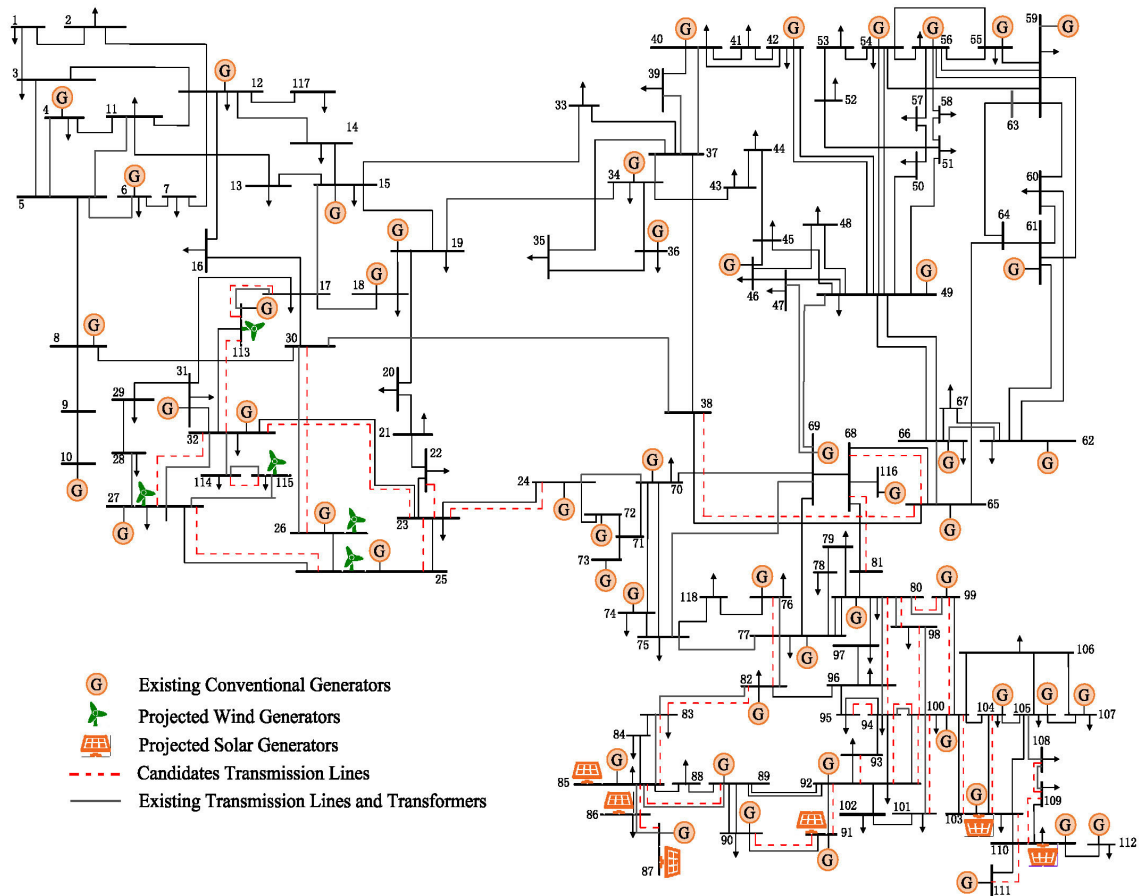 1 2 G 40 G 41 42 G 53 54 G 56 G 55 G 59 G
3 G 12 117 39
4 G 11 33 52 57 58
14 63
37 44 51
5 6 G 7 13 G 15 34 G 43 50 60
16 19 G 35 36 G 45 48 64 61
17 18 G G 46 47 49 G G
8 G 113 G 30
31 29 G 20 38 67
9 32 G 21 69 G 68 66 G 62 G
10 G 28 114 115 22 24 G 70 G 116 G 65 G
27 G 26 G 23 72 G 71 79
25 G 73 G 78 81
74 G 118 76 G 80 99 G
75 77 G G 98
97 106
G Existing Conventional Generators
82 G 96 100 G 104 G 105 G 107 G
Projected Wind Generators
83 95 94
Projected Solar Generators
84 93 108
Candidates Transmission Lines
85 G 88 89 G 92 G 109
Existing Transmission Lines and Transformers
86 102 101 103 G
87 G 90 G 91 G 110 G 112 G
111 G